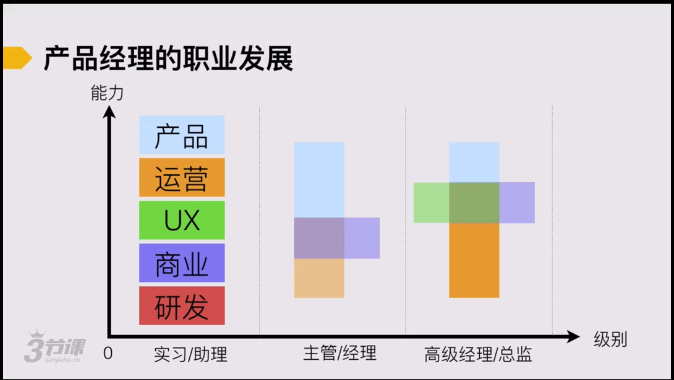 产品经理的职业发展
能力
产品
运营
UX
商业
研发
级别
0
实习/助理
主管/经理
高级经理/总监
3节课
sanjieke.cn